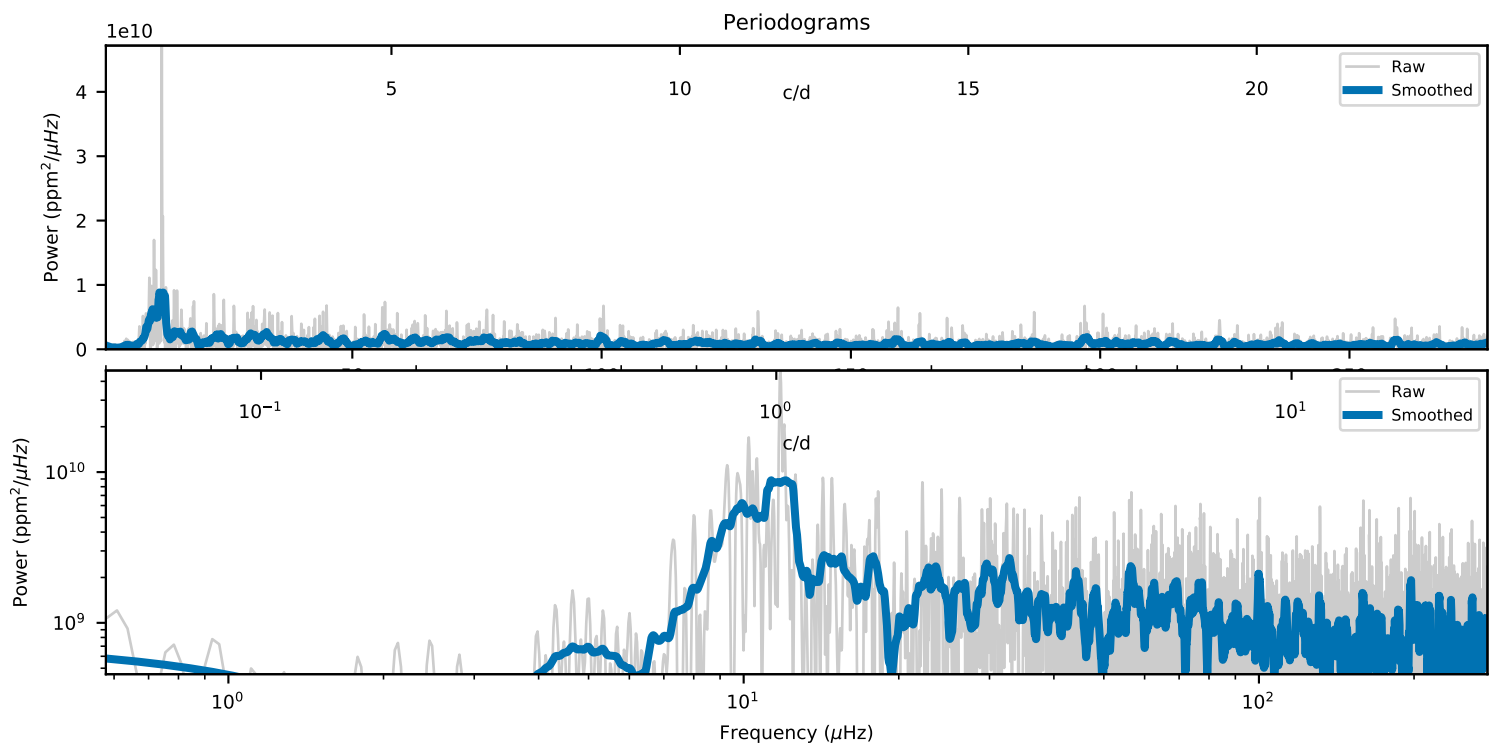 Periodograms
1e10
Power (ppm²/μHz)
4
3
2
1
0
5
10
15
20
c/d
Raw
Smoothed
Power (ppm²/μHz)
10¹⁰
10⁹
10⁻¹
10⁰
10¹
c/d
Raw
Smoothed
10⁰
10¹
10²
Frequency (μHz)